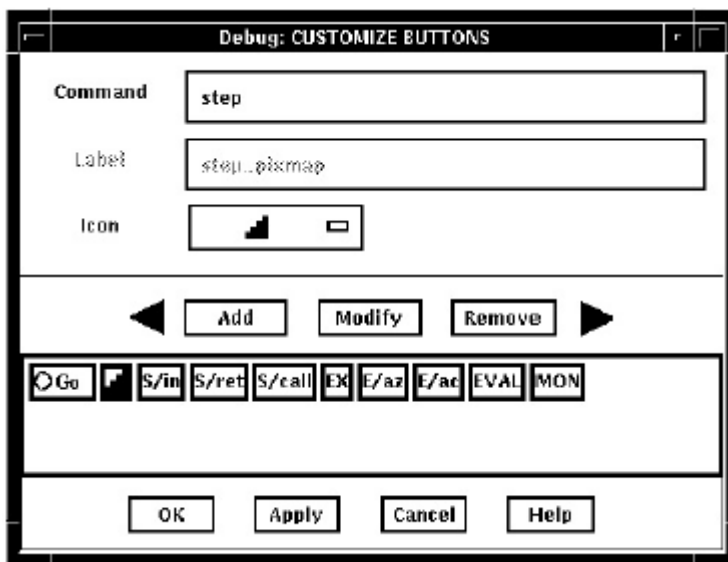 Debug: CUSTOMIZE BUTTONS
Command step
Label step_pixmap
Icon
Add Modify Remove
Go S/in S/ret S/call EX E/az E/ac EVAL MON
OK Apply Cancel Help